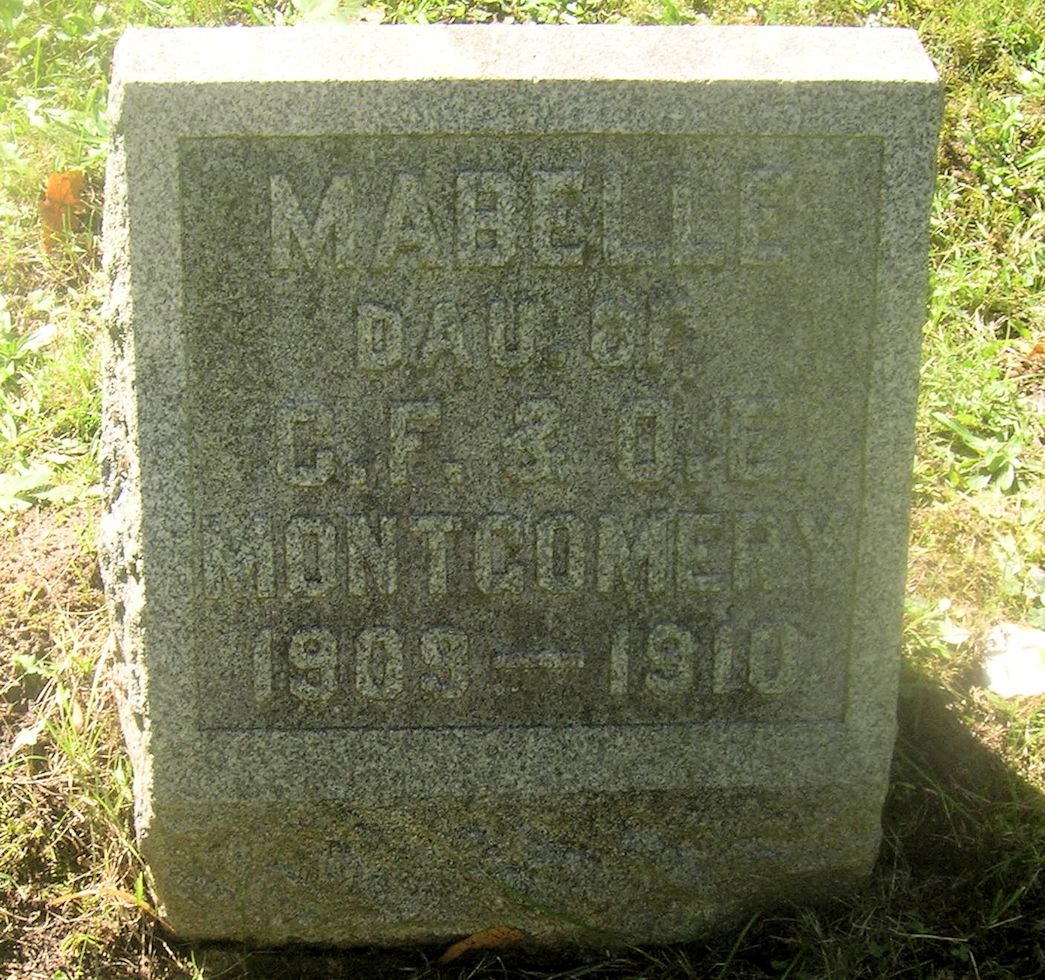 MABELLE
DAU. OF
C.F. & O.E.
MONTGOMERY
1909–1910